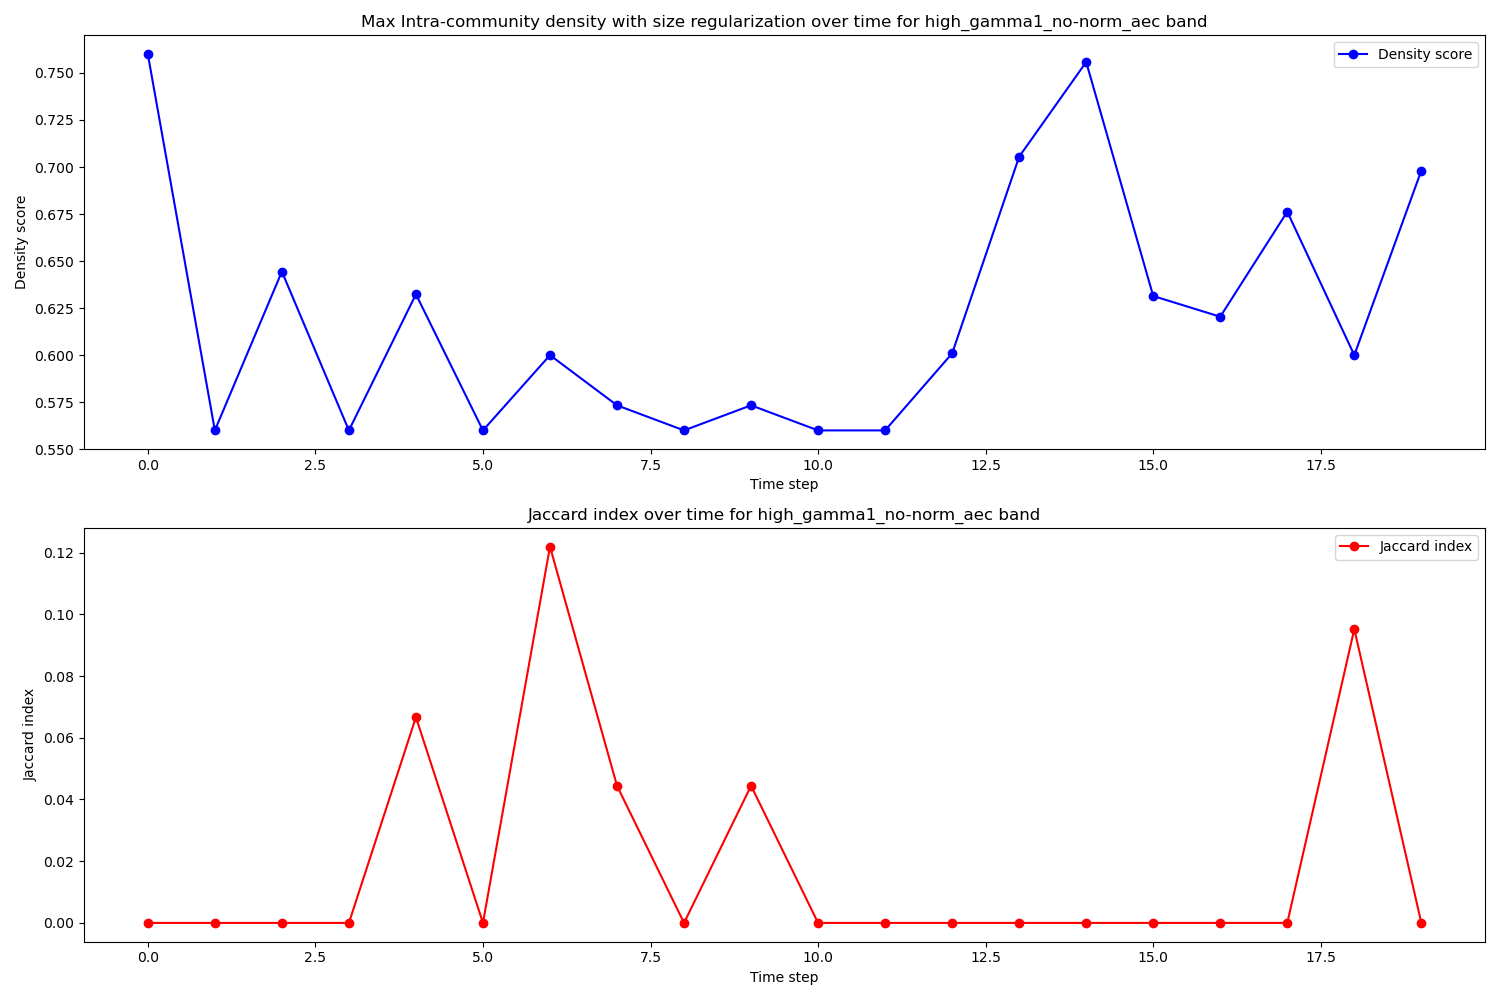 Max Intra-community density with size regularization over time for high_gamma1_no-norm_aec band
Density score
0.750
0.725
0.700
0.675
0.650
0.625
0.600
0.575
0.550
Density score
0.0 2.5 5.0 7.5 10.0 12.5 15.0 17.5
Time step
Jaccard index over time for high_gamma1_no-norm_aec band
Jaccard index
0.12
0.10
0.08
0.06
0.04
0.02
0.00
Jaccard index
0.0 2.5 5.0 7.5 10.0 12.5 15.0 17.5
Time step